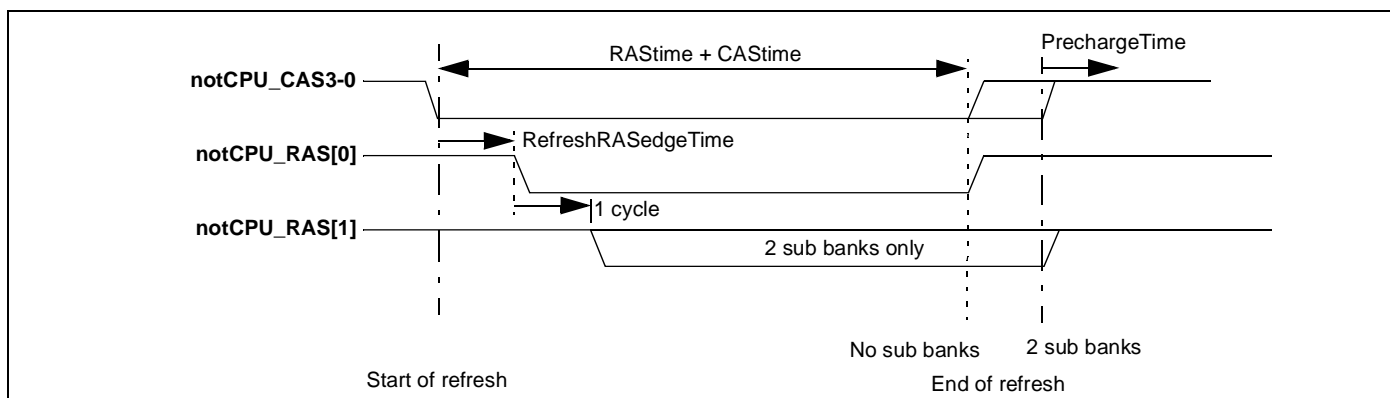 PrechargeTime
RAStime + CAStime
notCPU_CAS3-0
RefreshRASedgeTime
notCPU_RAS[0]
1 cycle
notCPU_RAS[1]
2 sub banks only
No sub banks
2 sub banks
Start of refresh
End of refresh